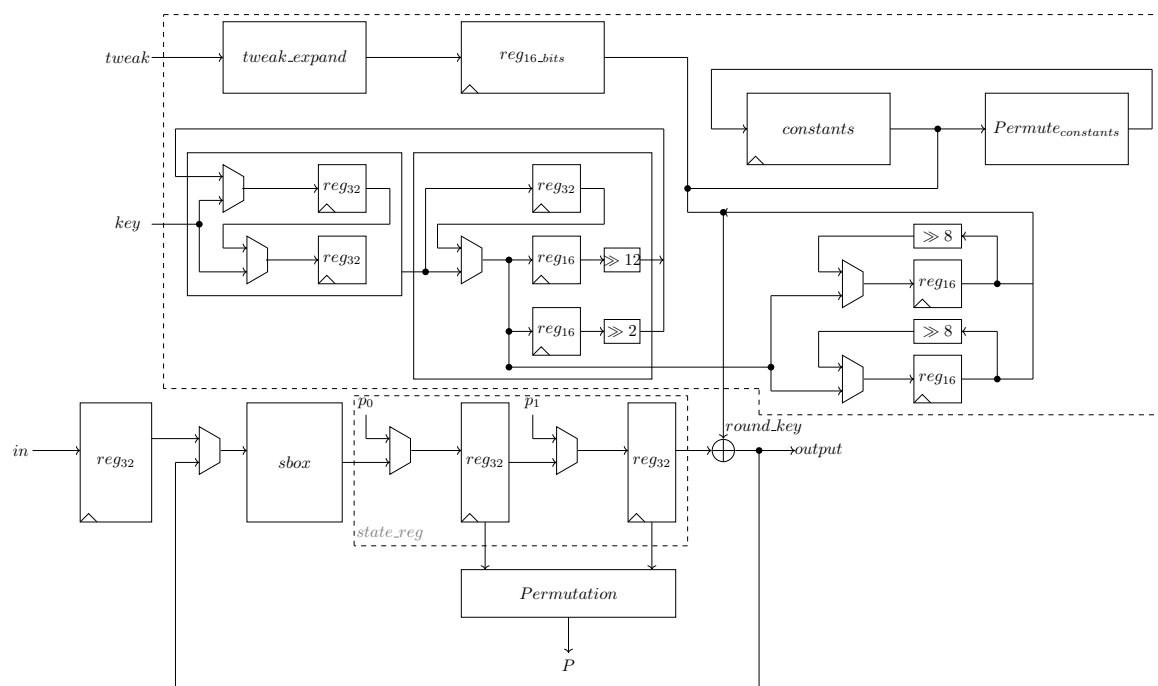 tweak
tweak_expand
reg16_bits
constants
Permuteconstants
reg32
reg32
key
reg32
reg32
reg16
≫ 12
≫ 8
reg16
reg16
≫ 2
≫ 8
reg16
p0
p1
round_key
in
reg32
sbox
reg32
reg32
output
state_reg
Permutation
P